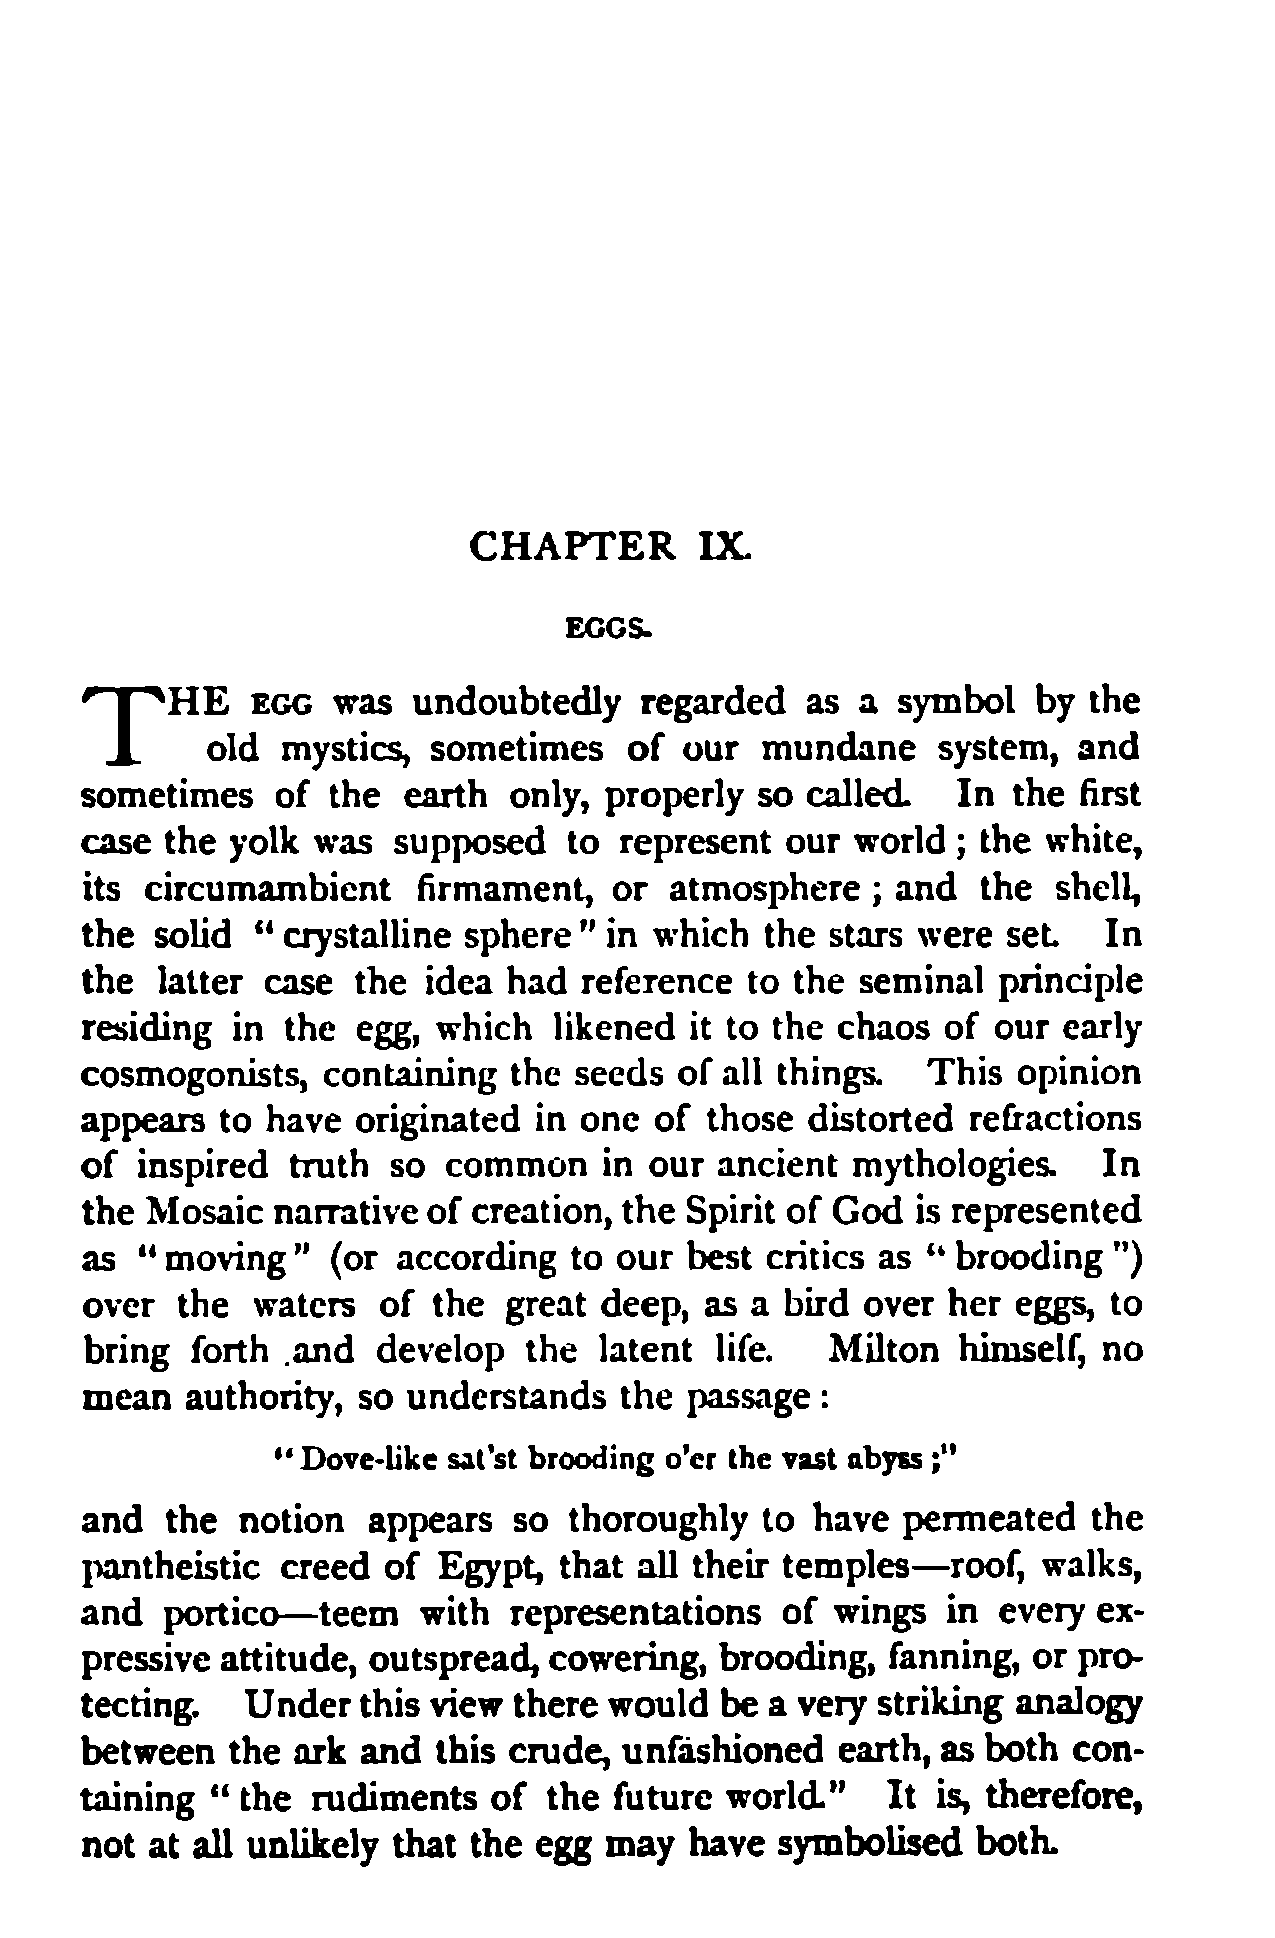 CHAPTER IX.
EGGS.
THE EGG was undoubtedly regarded as a symbol by the
old mystics, sometimes of our mundane system, and
sometimes of the earth only, properly so called. In the first
case the yolk was supposed to represent our world ; the white,
its circumambient firmament, or atmosphere ; and the shell,
the solid “ crystalline sphere ” in which the stars were set. In
the latter case the idea had reference to the seminal principle
residing in the egg, which likened it to the chaos of our early
cosmogonists, containing the seeds of all things. This opinion
appears to have originated in one of those distorted refractions
of inspired truth so common in our ancient mythologies. In
the Mosaic narrative of creation, the Spirit of God is represented
as “ moving ” (or according to our best critics as “ brooding ”)
over the waters of the great deep, as a bird over her eggs, to
bring forth .and develop the latent life. Milton himself, no
mean authority, so understands the passage :
“ Dove-like sat'st brooding o'er the vast abyss ;”
and the notion appears so thoroughly to have permeated the
pantheistic creed of Egypt, that all their temples—roof, walks,
and portico—teem with representations of wings in every ex-
pressive attitude, outspread, cowering, brooding, fanning, or pro-
tecting. Under this view there would be a very striking analogy
between the ark and this crude, unfashioned earth, as both con-
taining “ the rudiments of the future world.” It is, therefore,
not at all unlikely that the egg may have symbolised both.